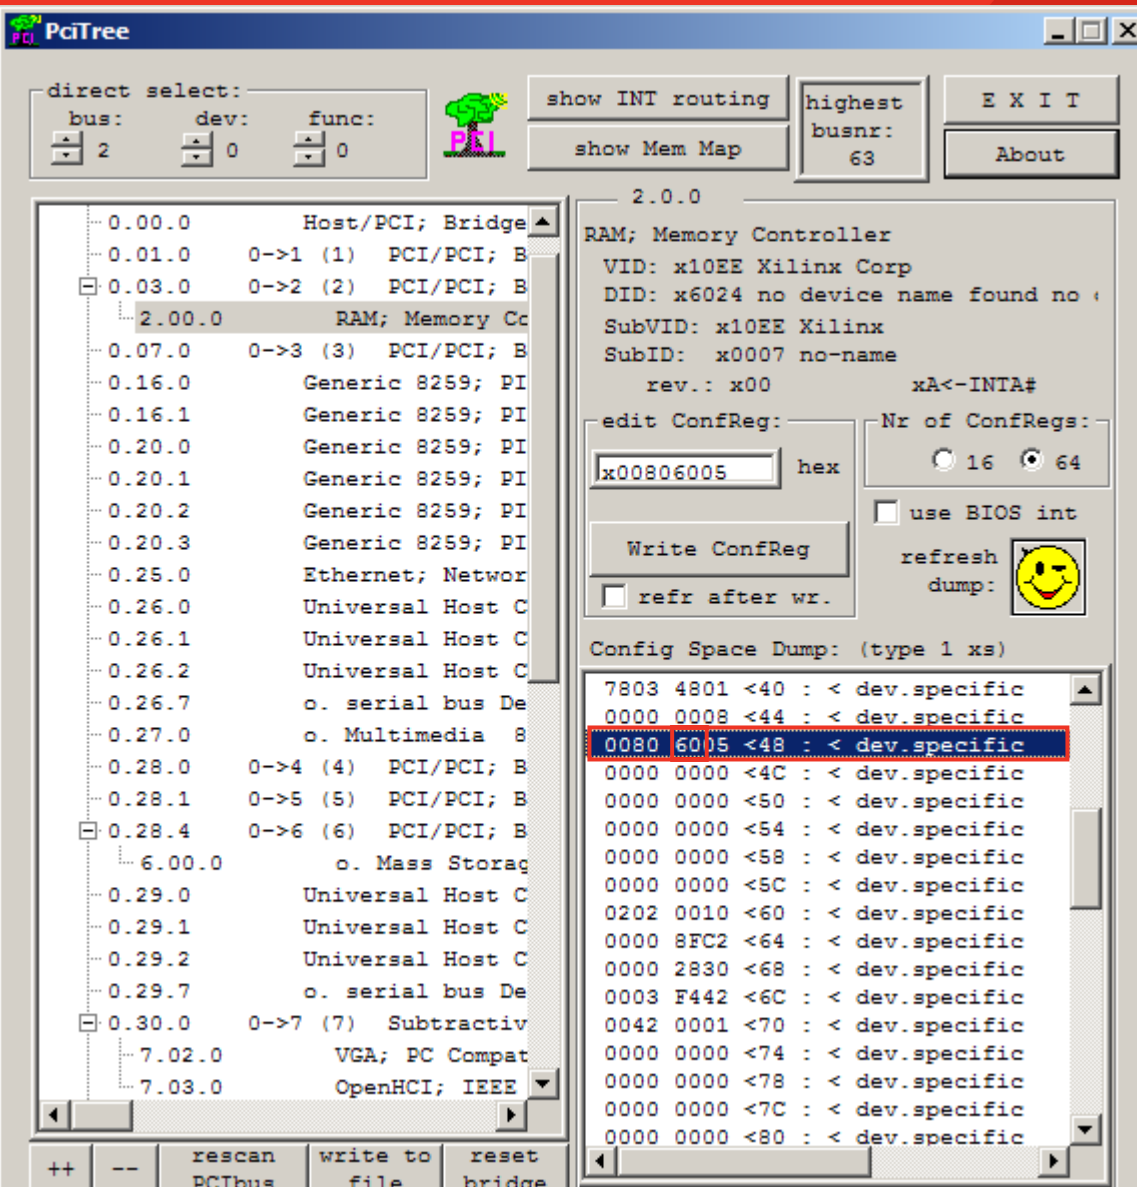 PciTree
direct select:
bus: dev: func:
2 0 0
PCI
show INT routing
show Mem Map
highest
busnr:
63
E X I T
About
0.00.0 Host/PCI; Bridge
0.01.0 0->1 (1) PCI/PCI; B
0.03.0 0->2 (2) PCI/PCI; B
2.00.0 RAM; Memory Co
0.07.0 0->3 (3) PCI/PCI; B
0.16.0 Generic 8259; PI
0.16.1 Generic 8259; PI
0.20.0 Generic 8259; PI
0.20.1 Generic 8259; PI
0.20.2 Generic 8259; PI
0.20.3 Generic 8259; PI
0.25.0 Ethernet; Networ
0.26.0 Universal Host C
0.26.1 Universal Host C
0.26.2 Universal Host C
0.26.7 o. serial bus De
0.27.0 o. Multimedia 8
0.28.0 0->4 (4) PCI/PCI; B
0.28.1 0->5 (5) PCI/PCI; B
0.28.4 0->6 (6) PCI/PCI; B
6.00.0 o. Mass Storag
0.29.0 Universal Host C
0.29.1 Universal Host C
0.29.2 Universal Host C
0.29.7 o. serial bus De
0.30.0 0->7 (7) Subtractiv
7.02.0 VGA; PC Compat
7.03.0 OpenHCI; IEEE
++
--
rescan
PCIbus
write to
file
reset
bridge
2.0.0
RAM; Memory Controller
VID: x10EE Xilinx Corp
DID: x6024 no device name found no
SubVID: x10EE Xilinx
SubID: x0007 no-name
rev.: x00 xA<-INTA#
edit ConfReg:
x00806005 hex
Write ConfReg
refr after wr.
Nr of ConfRegs:
16 64
use BIOS int
refresh
dump:
Config Space Dump: (type 1 xs)
7803 4801 <40 : < dev.specific
0000 0008 <44 : < dev.specific
0080 6005 <48 : < dev.specific
0000 0000 <4C : < dev.specific
0000 0000 <50 : < dev.specific
0000 0000 <54 : < dev.specific
0000 0000 <58 : < dev.specific
0000 0000 <5C : < dev.specific
0202 0010 <60 : < dev.specific
0000 8FC2 <64 : < dev.specific
0000 2830 <68 : < dev.specific
0003 F442 <6C : < dev.specific
0042 0001 <70 : < dev.specific
0000 0000 <74 : < dev.specific
0000 0000 <78 : < dev.specific
0000 0000 <7C : < dev.specific
0000 0000 <80 : < dev.specific